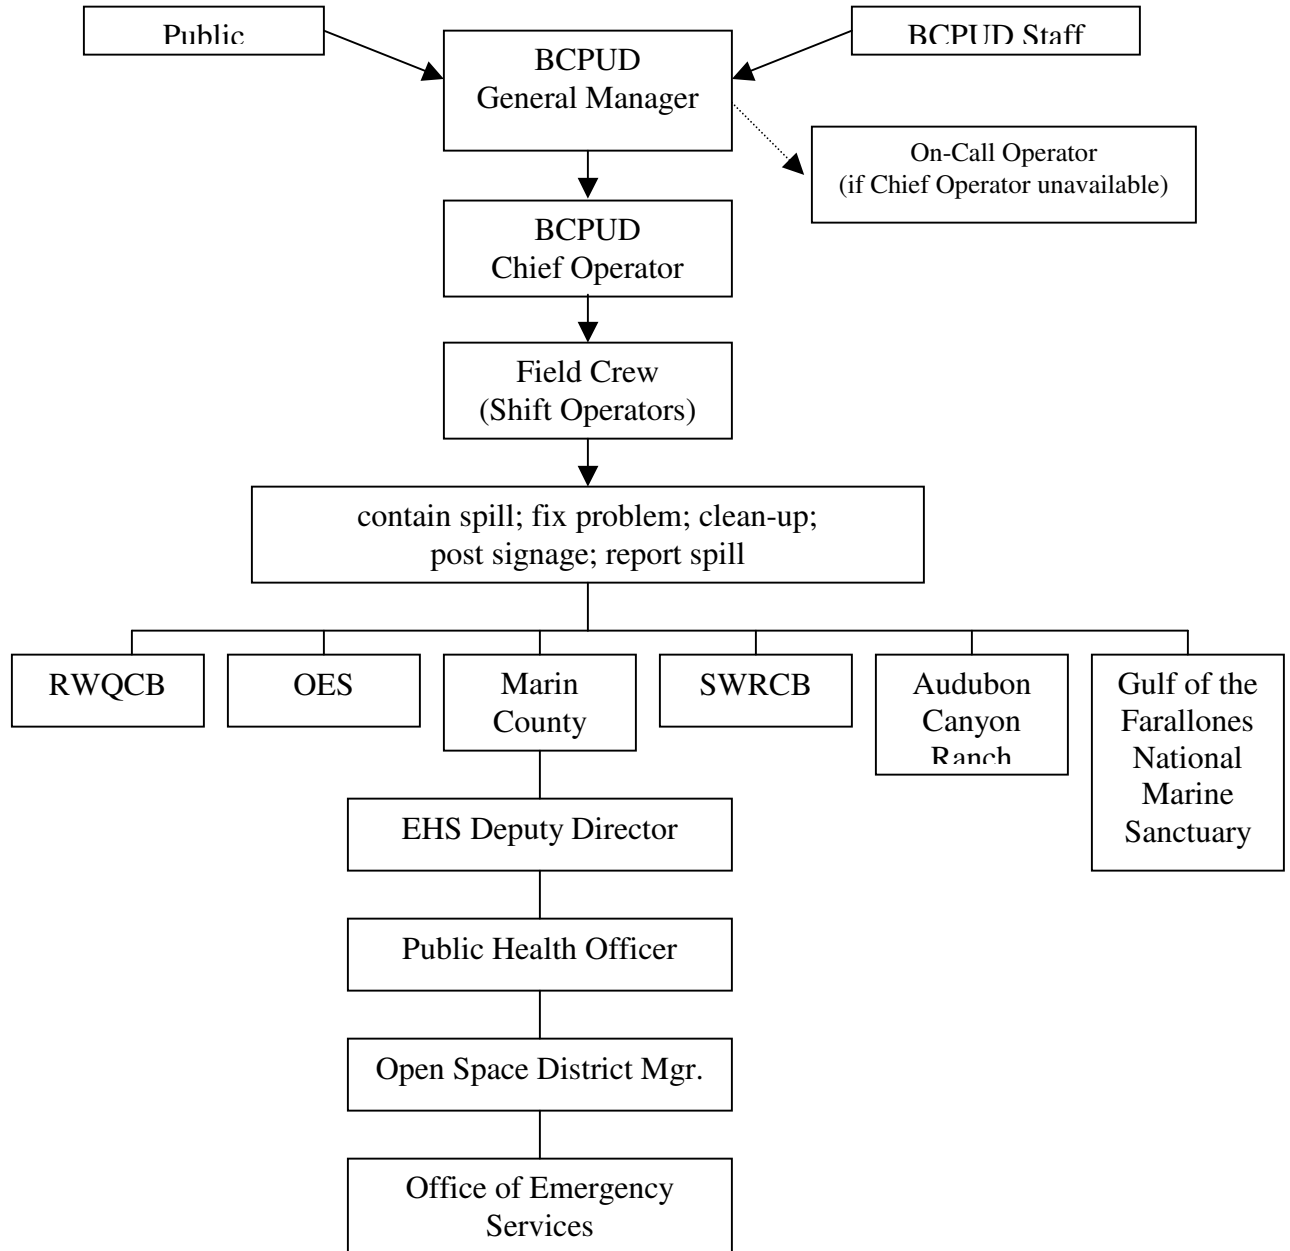 Public
BCPUD Staff
BCPUD
General Manager
On-Call Operator
(if Chief Operator unavailable)
BCPUD
Chief Operator
Field Crew
(Shift Operators)
contain spill; fix problem; clean-up;
post signage; report spill
RWQCB
OES
Marin
County
SWRCB
Audubon
Canyon
Ranch
Gulf of the
Farallones
National
Marine
Sanctuary
EHS Deputy Director
Public Health Officer
Open Space District Mgr.
Office of Emergency
Services